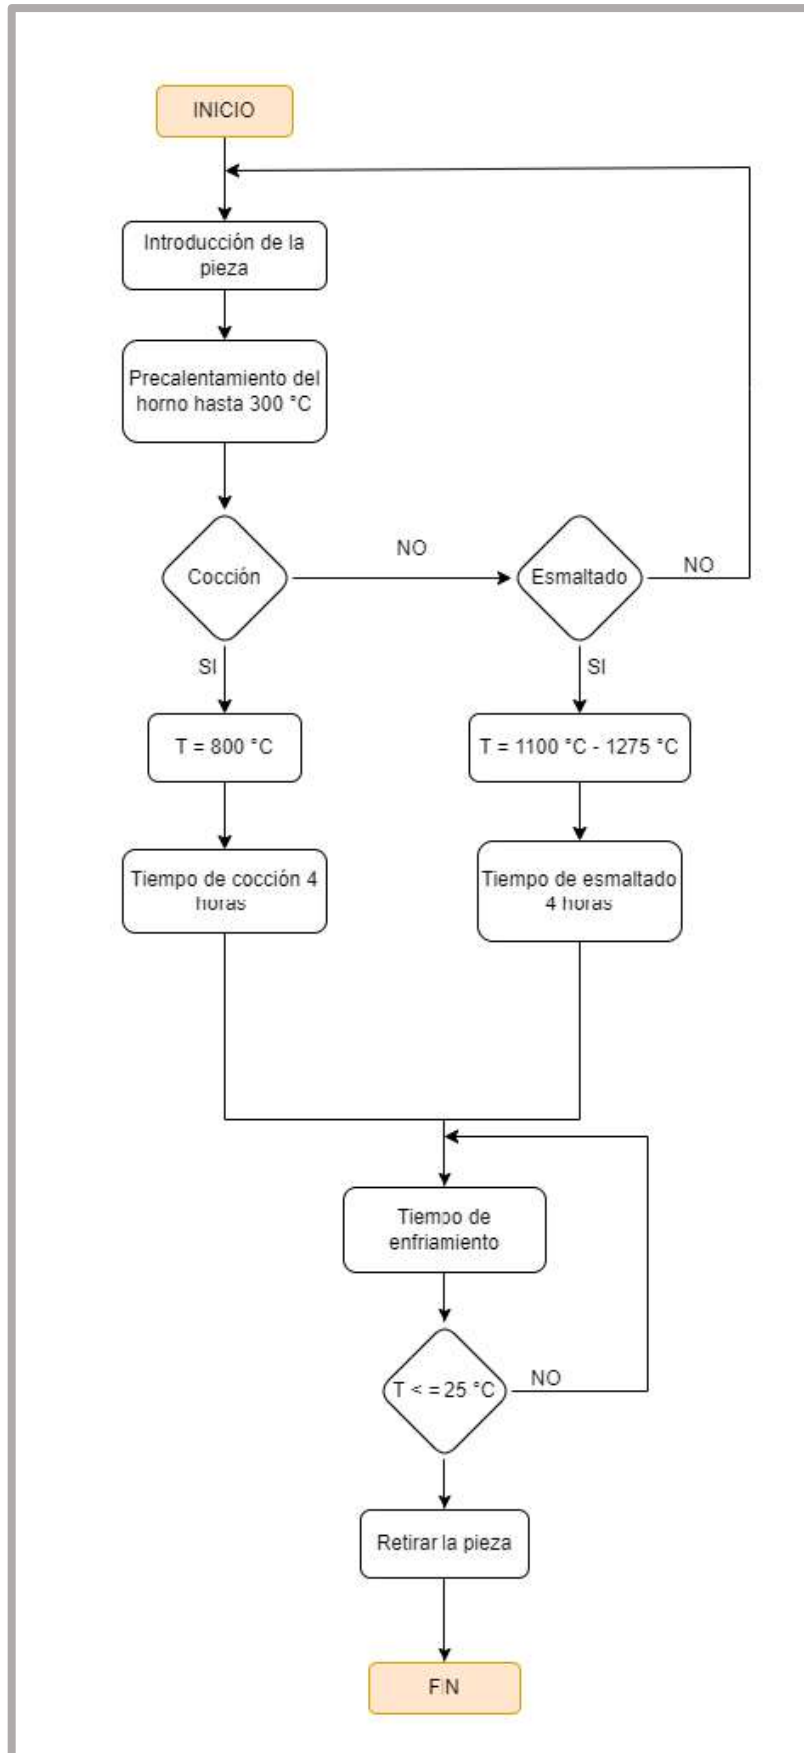 INICIO
Introducción de la
pieza
Precalentamiento del
horno hasta 300 °C
Cocción
NO
Esmaltado
NO
SI
SI
T = 800 °C
T = 1100 °C - 1275 °C
Tiempo de cocción 4
horas
Tiempo de esmaltado
4 horas
Tiempo de
enfriamiento
T < = 25 °C
NO
Retirar la pieza
FIN